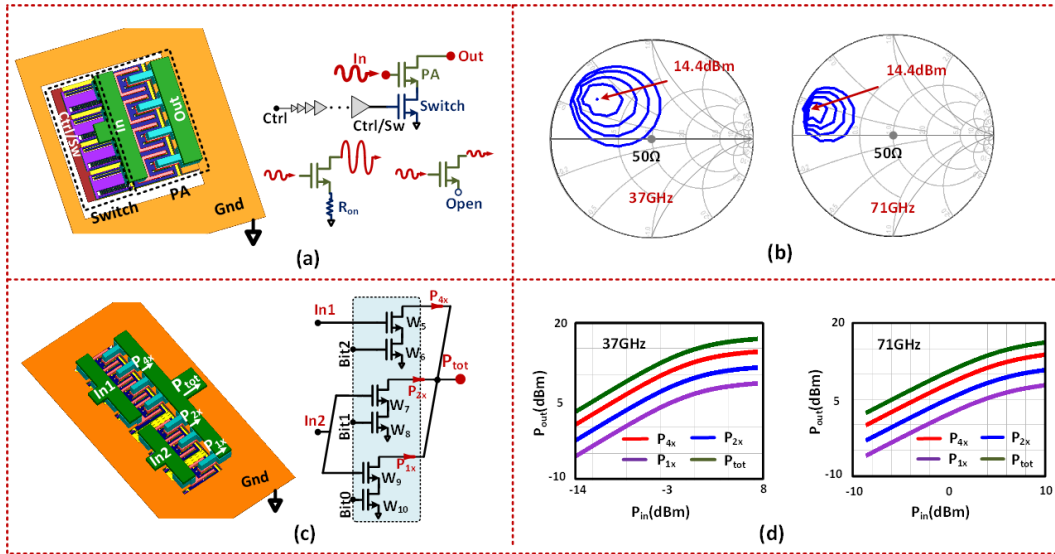 Ctrl/Sw
In
Out
Switch
PA
Gnd
In
Out
PA
Ctrl
Ctrl/Sw
Switch
Ron
Open
(a)
14.4dBm
50Ω
37GHz
14.4dBm
50Ω
71GHz
(b)
In1
In2
P4x
Ptot
P2x
P1x
Gnd
In1
Bit2
In2
Bit1
Bit0
W5
W6
W7
W8
W9
W10
P4x
P2x
P1x
Ptot
(c)
20
5
-10
Pout(dBm)
37GHz
P4x
P2x
P1x
Ptot
-14
-3
8
Pin(dBm)
20
5
-10
Pout(dBm)
71GHz
P4x
P2x
P1x
Ptot
-10
0
10
Pin(dBm)
(d)